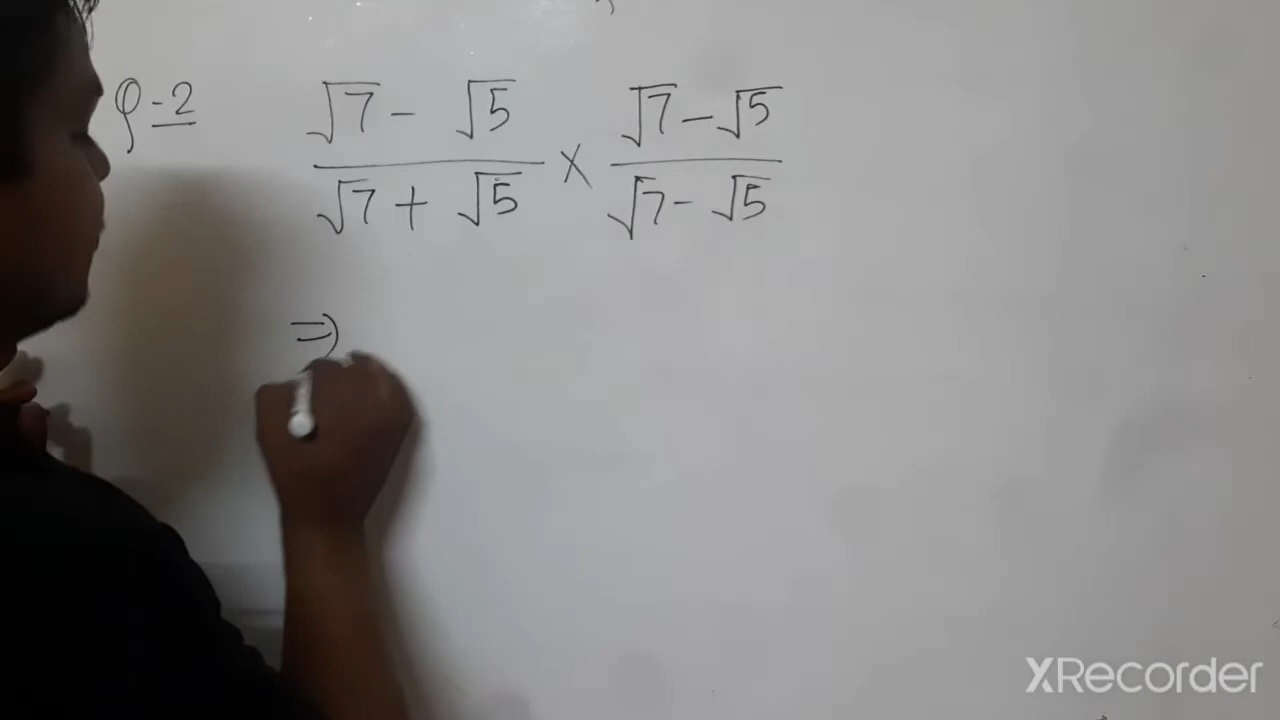 Q-2
√7 - √5 / √7 + √5 × √7 - √5 / √7 - √5
⇒
XRecorder